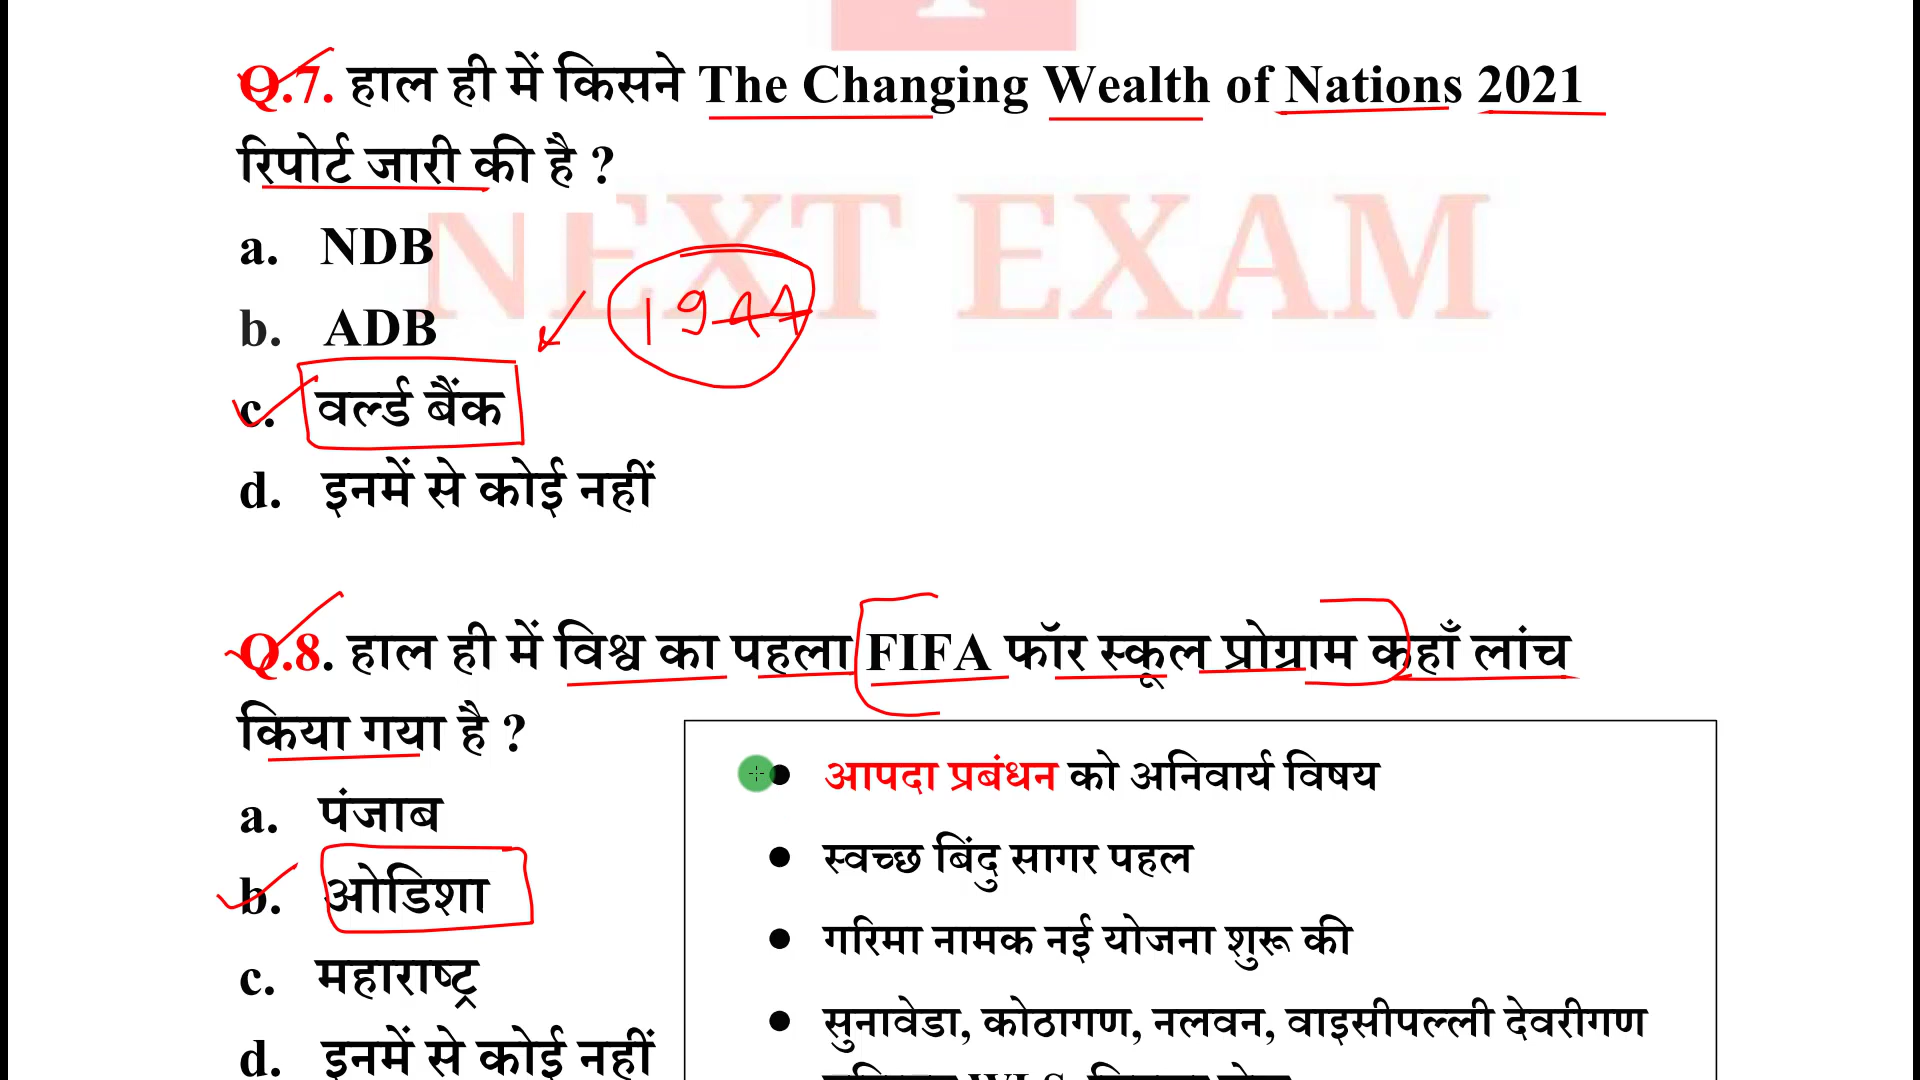 Q.7. हाल ही में किसने The Changing Wealth of Nations 2021
रिपोर्ट जारी की है ?
NEXT EXAM
a. NDB
b. ADB
1944
c. वर्ल्ड बैंक
d. इनमें से कोई नहीं
Q.8. हाल ही में विश्व का पहला FIFA फॉर स्कूल प्रोग्राम कहाँ लांच
किया गया है ?
a. पंजाब
b. ओडिशा
c. महाराष्ट्र
d. इनमें से कोई नहीं
● आपदा प्रबंधन को अनिवार्य विषय
● स्वच्छ बिंदु सागर पहल
● गरिमा नामक नई योजना शुरू की
● सुनावेडा, कोठागण, नलवन, वाइसीपल्ली देवरीगण